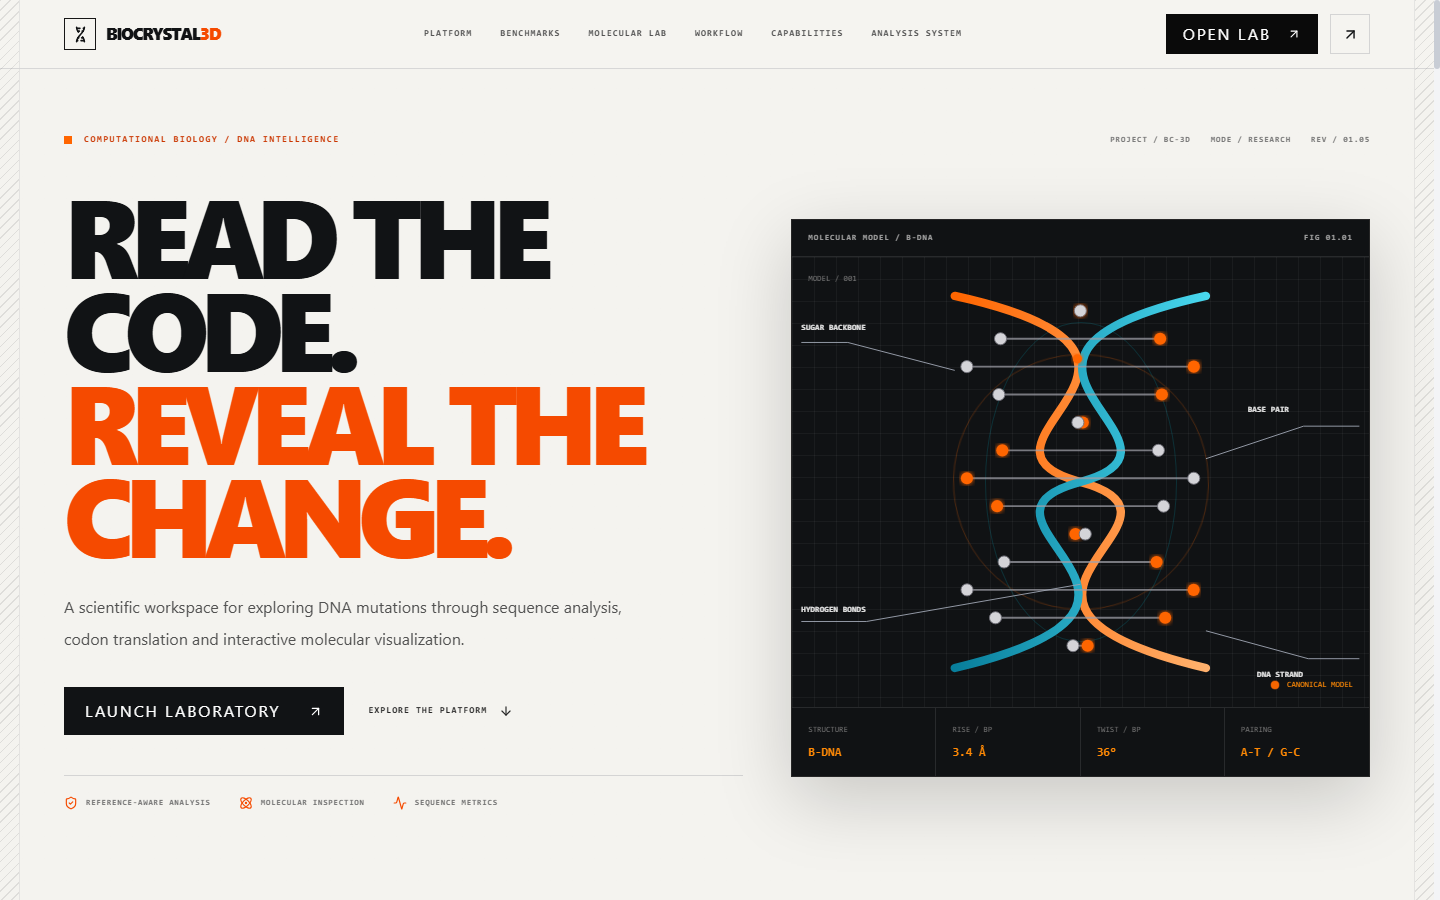 BIOCRYSTAL3D
PLATFORM
BENCHMARKS
MOLECULAR LAB
WORKFLOW
CAPABILITIES
ANALYSIS SYSTEM
OPEN LAB
COMPUTATIONAL BIOLOGY / DNA INTELLIGENCE
PROJECT / BC-3D
MODE / RESEARCH
REV / 01.05
READ THE
CODE.
REVEAL THE
CHANGE.
A scientific workspace for exploring DNA mutations through sequence analysis,
codon translation and interactive molecular visualization.
LAUNCH LABORATORY
EXPLORE THE PLATFORM
REFERENCE-AWARE ANALYSIS
MOLECULAR INSPECTION
SEQUENCE METRICS
MOLECULAR MODEL / B-DNA
FIG 01.01
MODEL / 001
SUGAR BACKBONE
BASE PAIR
HYDROGEN BONDS
DNA STRAND
CANONICAL MODEL
STRUCTURE
B-DNA
RISE / BP
3.4 Å
TWIST / BP
36°
PAIRING
A-T / G-C